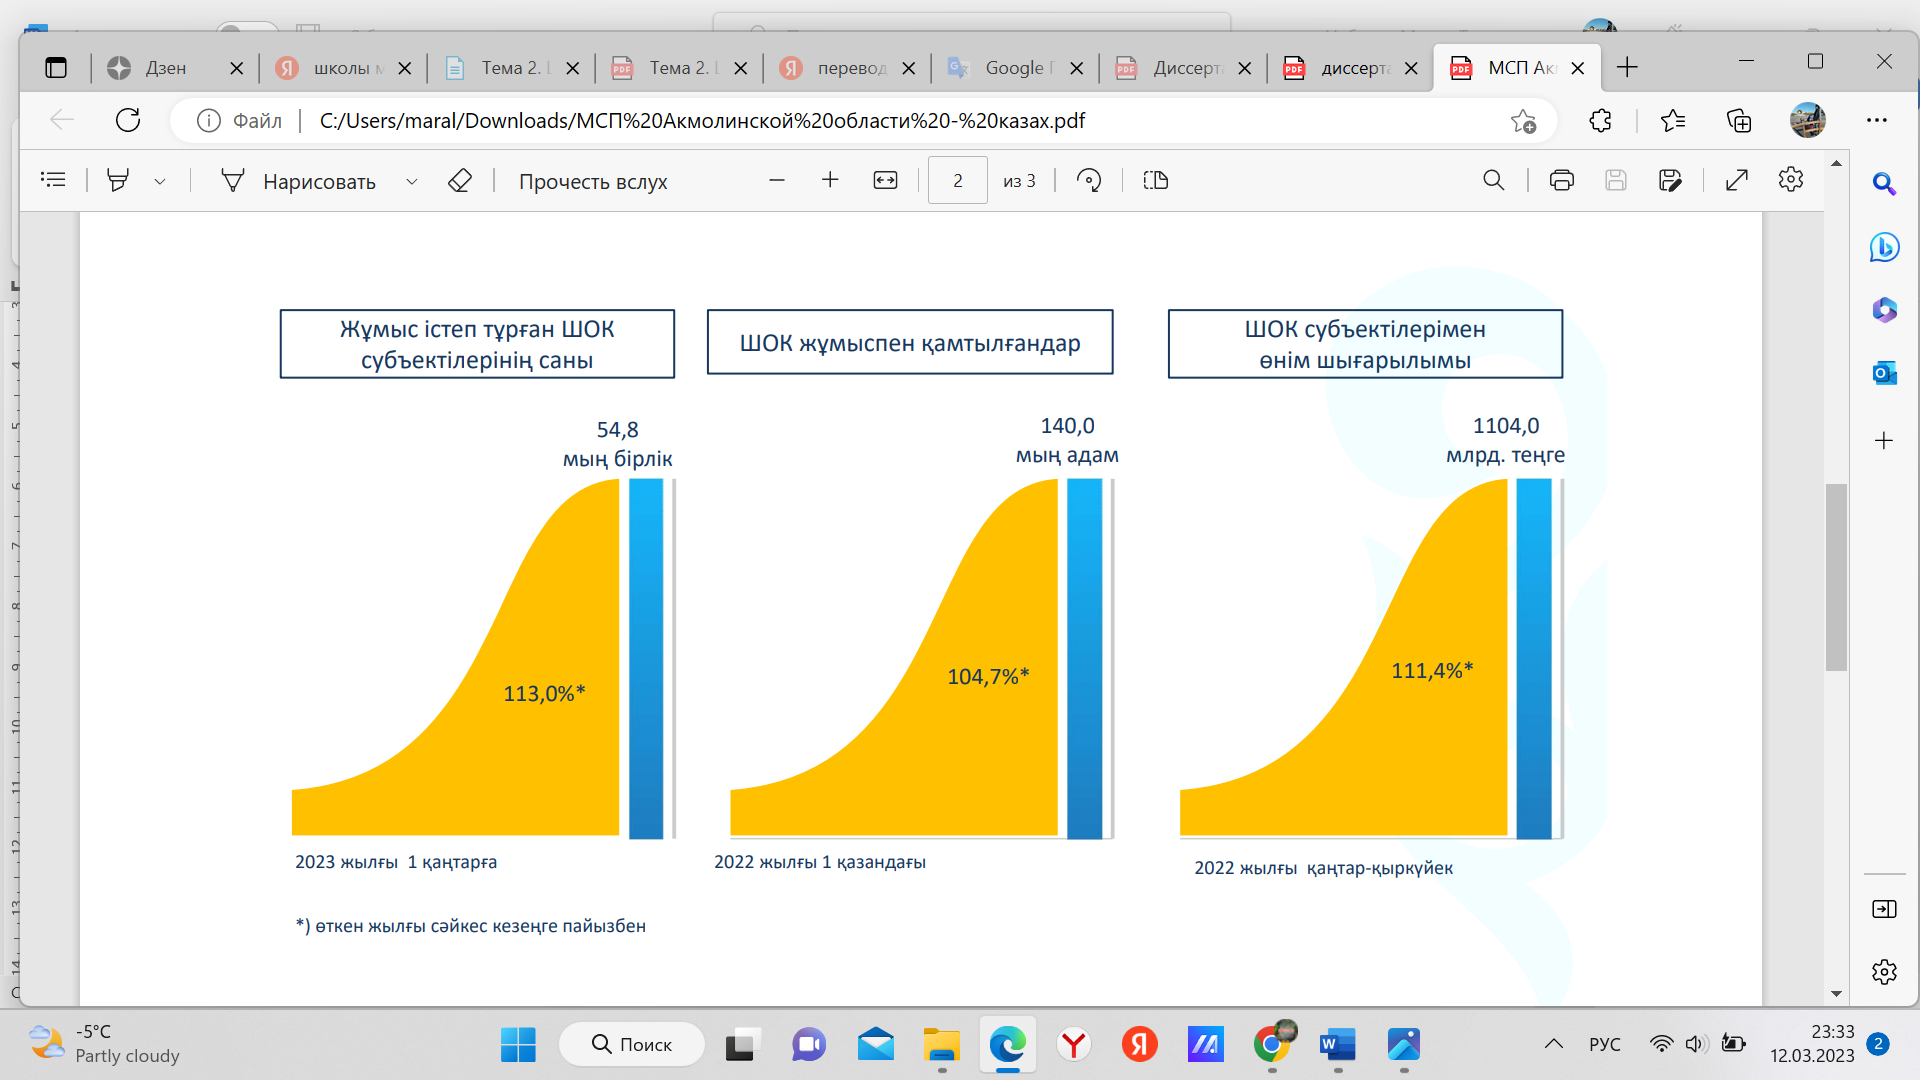 Дзен
школы м
Тема 2. L
Тема 2. L
перевод
Google П
Диссерта
диссерта
МСП Ак
Файл
C:/Users/maral/Downloads/МСП%20Акмолинской%20области%20-%20казах.pdf
Нарисовать
Прочесть вслух
2
из 3
Жұмыс істеп тұрған ШОК
субъектілерінің саны
ШОК жұмыспен қамтылғандар
ШОК субъектілерімен
өнім шығарылымы
54,8
мың бірлік
140,0
мың адам
1104,0
млрд. теңге
113,0%*
104,7%*
111,4%*
2023 жылғы 1 қаңтарға
2022 жылғы 1 қазандағы
2022 жылғы қаңтар-қыркүйек
*) өткен жылғы сәйкес кезеңге пайызбен
-5°C
Partly cloudy
Поиск
РУС
23:33
12.03.2023
2